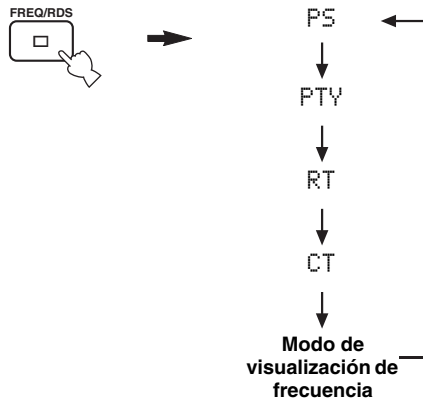 FREQ/RDS
PS
PTY
RT
CT
Modo de
visualización de
frecuencia